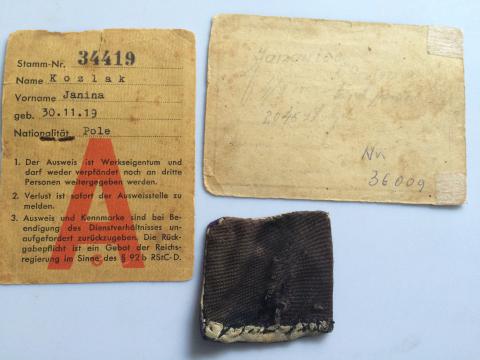 Stamm-Nr. 34419
Name Kozlak
Vorname Janina
geb. 30.11.19
Nationalität Pole
1. Der Ausweis ist Werkseigentum und
darf weder verpfändet noch an dritte
Personen weitergegeben werden.
2. Verlust ist sofort der Ausweisstelle zu
melden.
3. Ausweis und Kennmarke sind bei Be-
endigung des Dienstverhältnisses un-
aufgefordert zurückzugeben. Die Rück-
gabepflicht ist ein Gebot der Reichs-
regierung im Sinne des § 92 b RStC-D.
A
Nr
36009